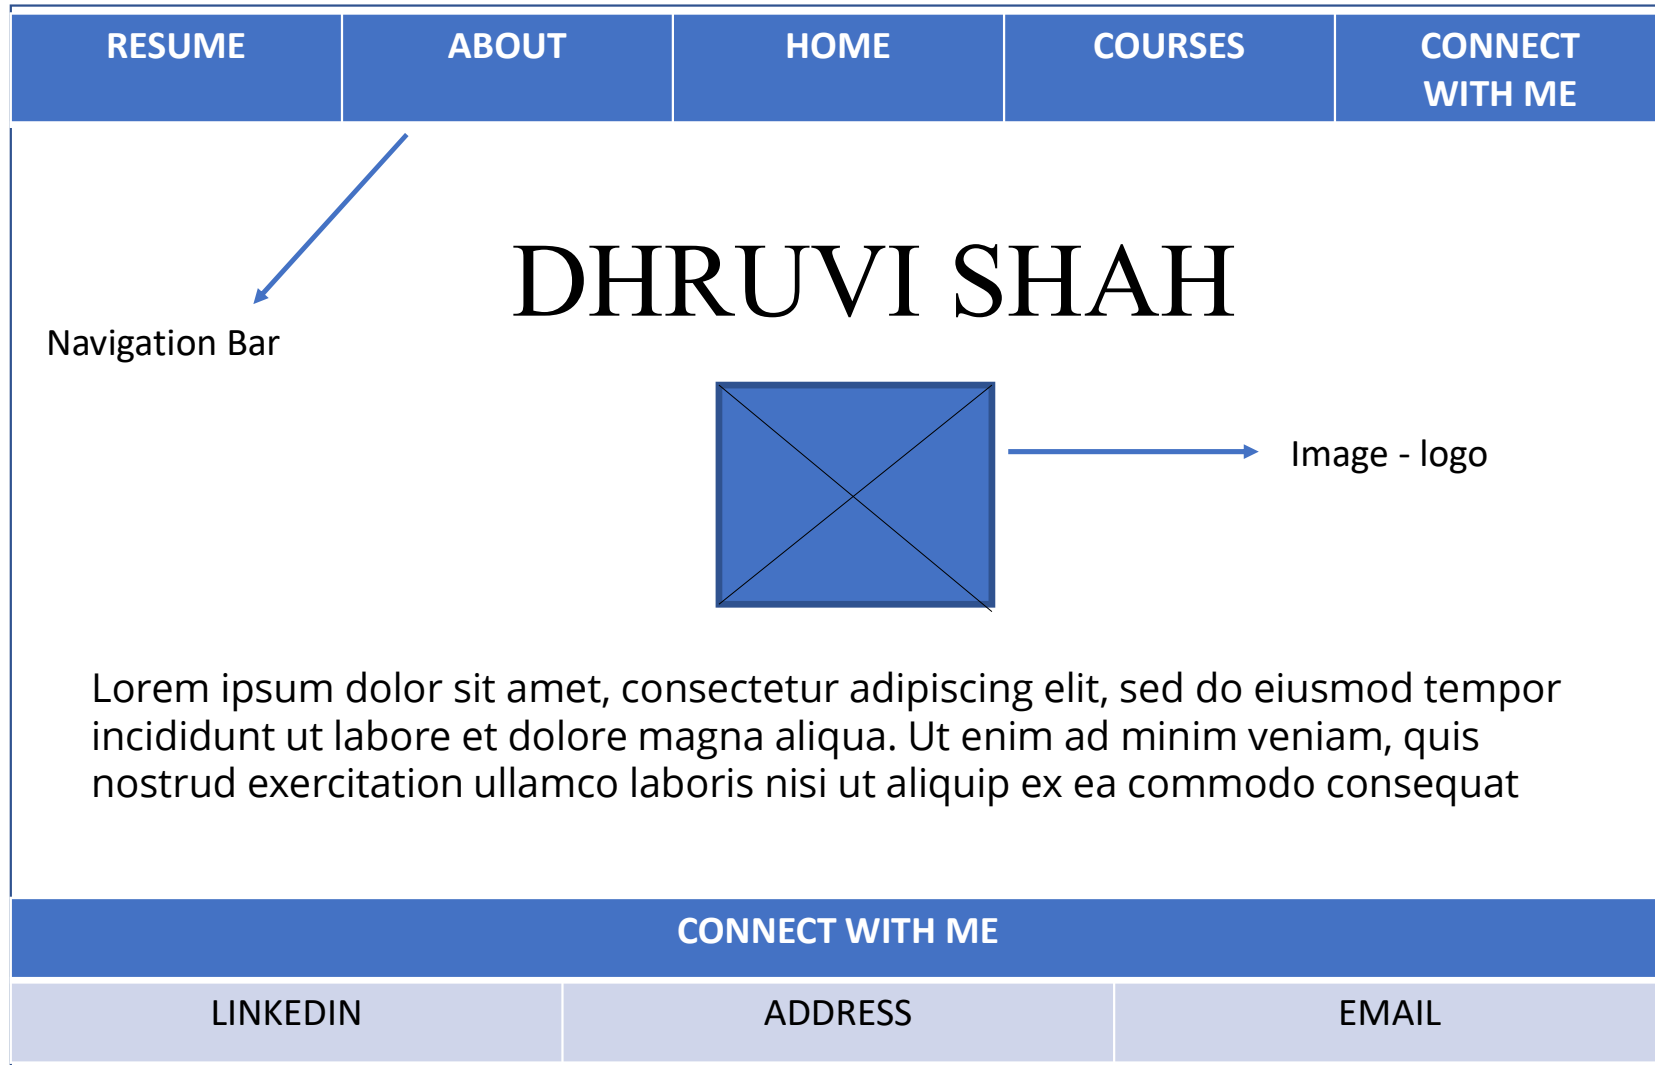 RESUME
ABOUT
HOME
COURSES
CONNECT
WITH ME
DHRUVI SHAH
Navigation Bar
Image - logo
Lorem ipsum dolor sit amet, consectetur adipiscing elit, sed do eiusmod tempor
incididunt ut labore et dolore magna aliqua. Ut enim ad minim veniam, quis
nostrud exercitation ullamco laboris nisi ut aliquip ex ea commodo consequat
CONNECT WITH ME
LINKEDIN
ADDRESS
EMAIL